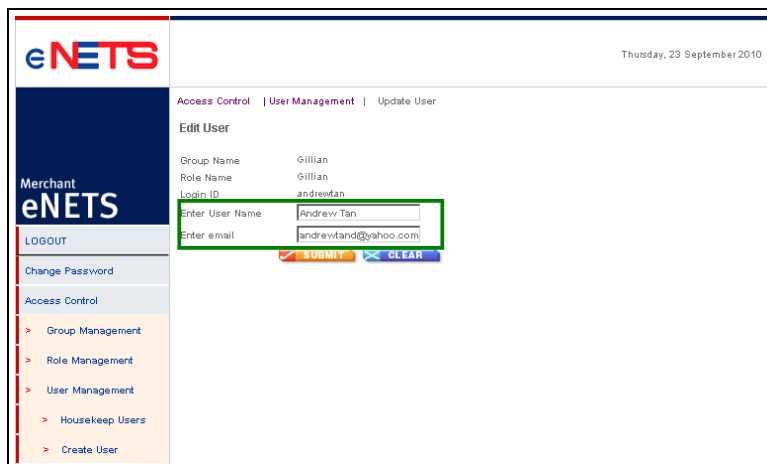 eNETS
Thursday, 23 September 2010
Access Control | User Management | Update User
Edit User
Group Name Gillian
Role Name Gillian
Login ID andrewtan
Enter User Name Andrew Tan
Enter email andrewtand@yahoo.com
SUBMIT CLEAR
Merchant
eNETS
LOGOUT
Change Password
Access Control
> Group Management
> Role Management
> User Management
> Housekeep Users
> Create User